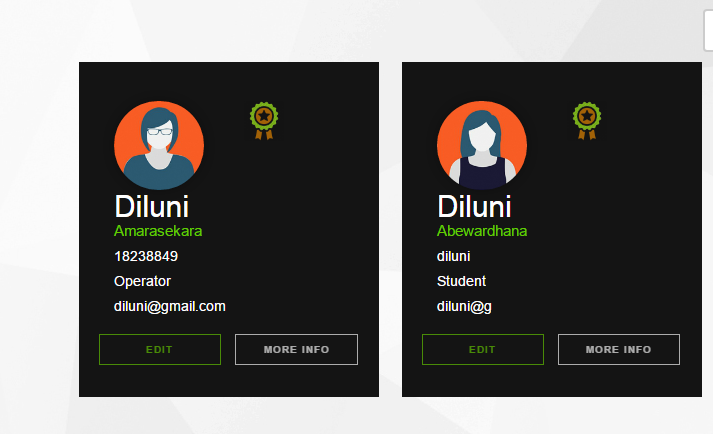 Diluni
Amarasekara
18238849
Operator
diluni@gmail.com
EDIT MORE INFO
Diluni
Abewardhana
diluni
Student
diluni@g
EDIT MORE INFO